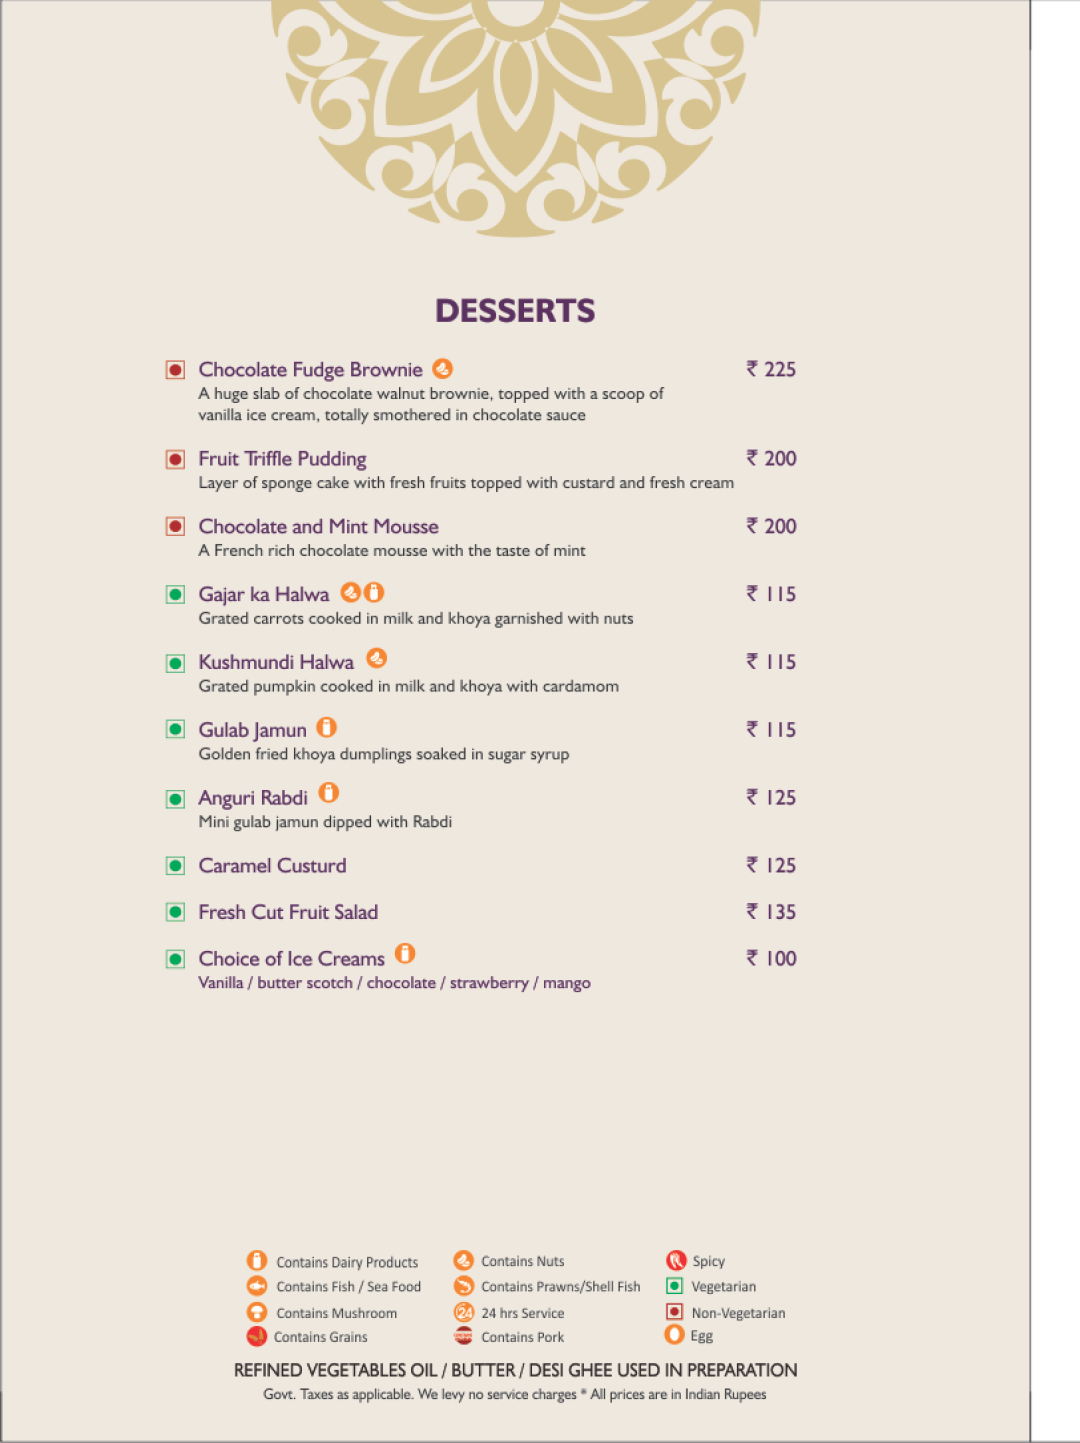 DESSERTS
Chocolate Fudge Brownie ₹ 225
A huge slab of chocolate walnut brownie, topped with a scoop of
vanilla ice cream, totally smothered in chocolate sauce
Fruit Triffle Pudding ₹ 200
Layer of sponge cake with fresh fruits topped with custard and fresh cream
Chocolate and Mint Mousse ₹ 200
A French rich chocolate mousse with the taste of mint
Gajar ka Halwa ₹ 115
Grated carrots cooked in milk and khoya garnished with nuts
Kushmundi Halwa ₹ 115
Grated pumpkin cooked in milk and khoya with cardamom
Gulab Jamun ₹ 115
Golden fried khoya dumplings soaked in sugar syrup
Anguri Rabdi ₹ 125
Mini gulab jamun dipped with Rabdi
Caramel Custurd ₹ 125
Fresh Cut Fruit Salad ₹ 135
Choice of Ice Creams ₹ 100
Vanilla / butter scotch / chocolate / strawberry / mango
Contains Dairy Products Contains Nuts Spicy
Contains Fish / Sea Food Contains Prawns/Shell Fish Vegetarian
Contains Mushroom 24 24 hrs Service Non-Vegetarian
Contains Grains Contains Pork Egg
REFINED VEGETABLES OIL / BUTTER / DESI GHEE USED IN PREPARATION
Govt. Taxes as applicable. We levy no service charges * All prices are in Indian Rupees